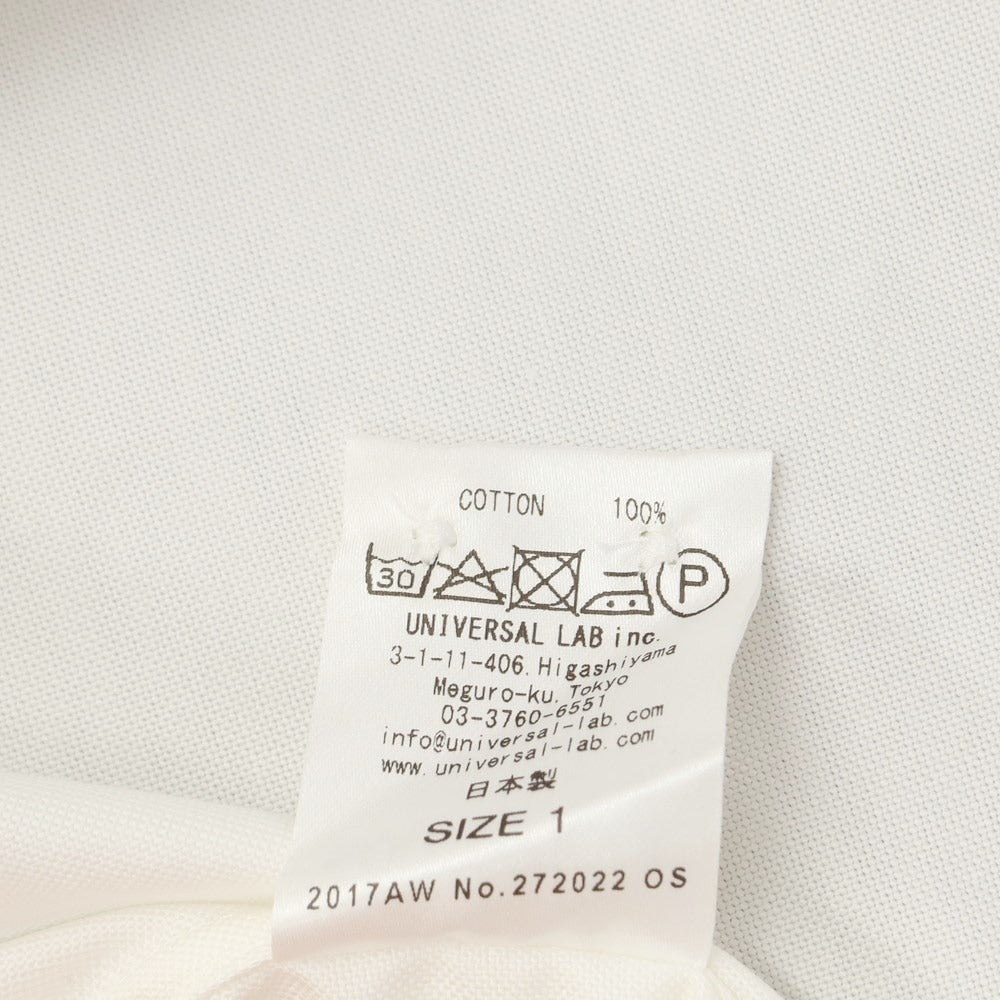 COTTON 100%
30 P
UNIVERSAL LAB inc.
3-1-11-406. Higashiyama
Meguro-ku. Tokyo
03-3760-6551
info@universal-lab.com
www.universal-lab.com
日本製
SIZE 1
2017AW No.272022 OS